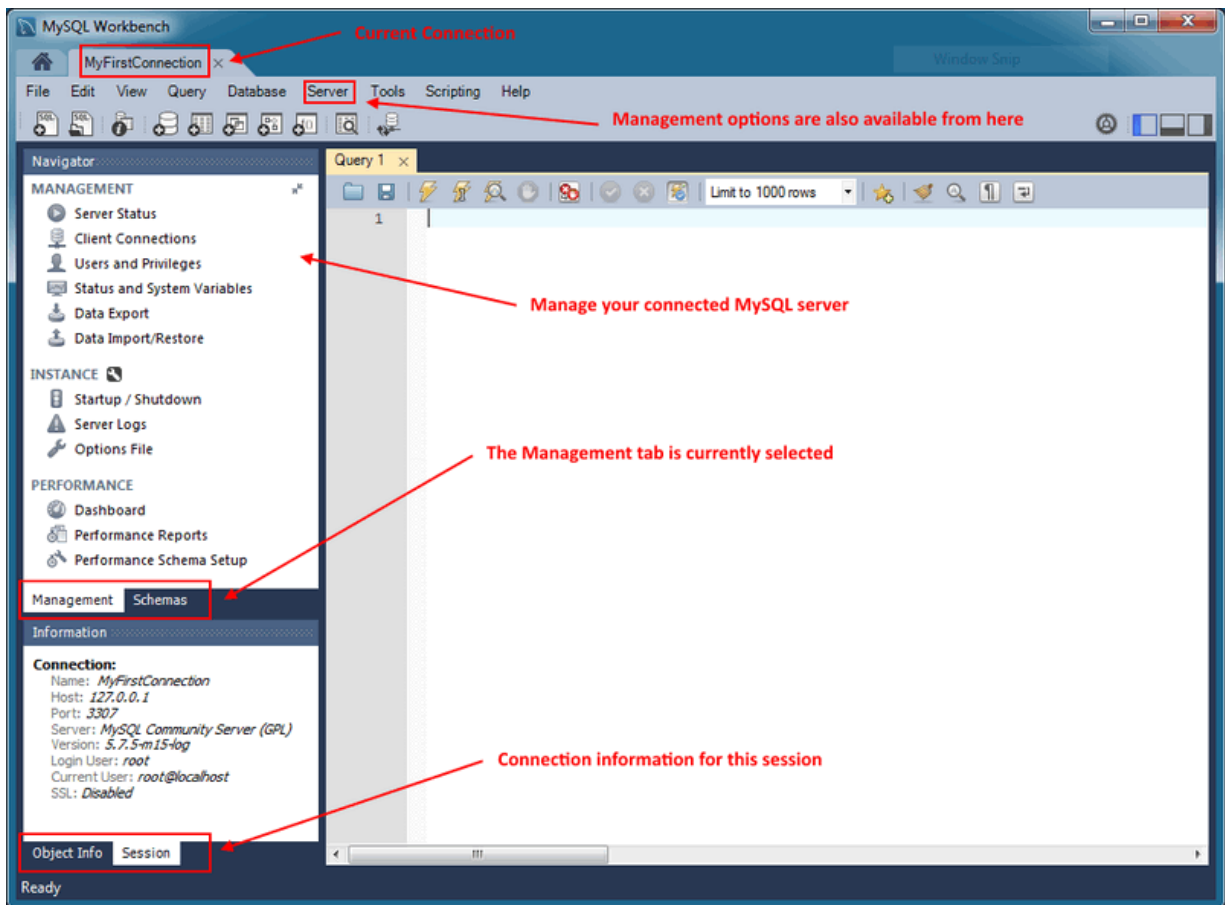 MySQL Workbench
Current Connection
MyFirstConnection ×
Window Snip
File Edit View Query Database Server Tools Scripting Help
Management options are also available from here
Navigator
Query 1 ×
MANAGEMENT
Server Status
Client Connections
Users and Privileges
Status and System Variables
Data Export
Data Import/Restore
INSTANCE
Startup / Shutdown
Server Logs
Options File
PERFORMANCE
Dashboard
Performance Reports
Performance Schema Setup
Management Schemas
Limit to 1000 rows
1
Manage your connected MySQL server
The Management tab is currently selected
Information
Connection:
Name: MyFirstConnection
Host: 127.0.0.1
Port: 3307
Server: MySQL Community Server (GPL)
Version: 5.7.5-m15-log
Login User: root
Current User: root@localhost
SSL: Disabled
Connection information for this session
Object Info Session
Ready